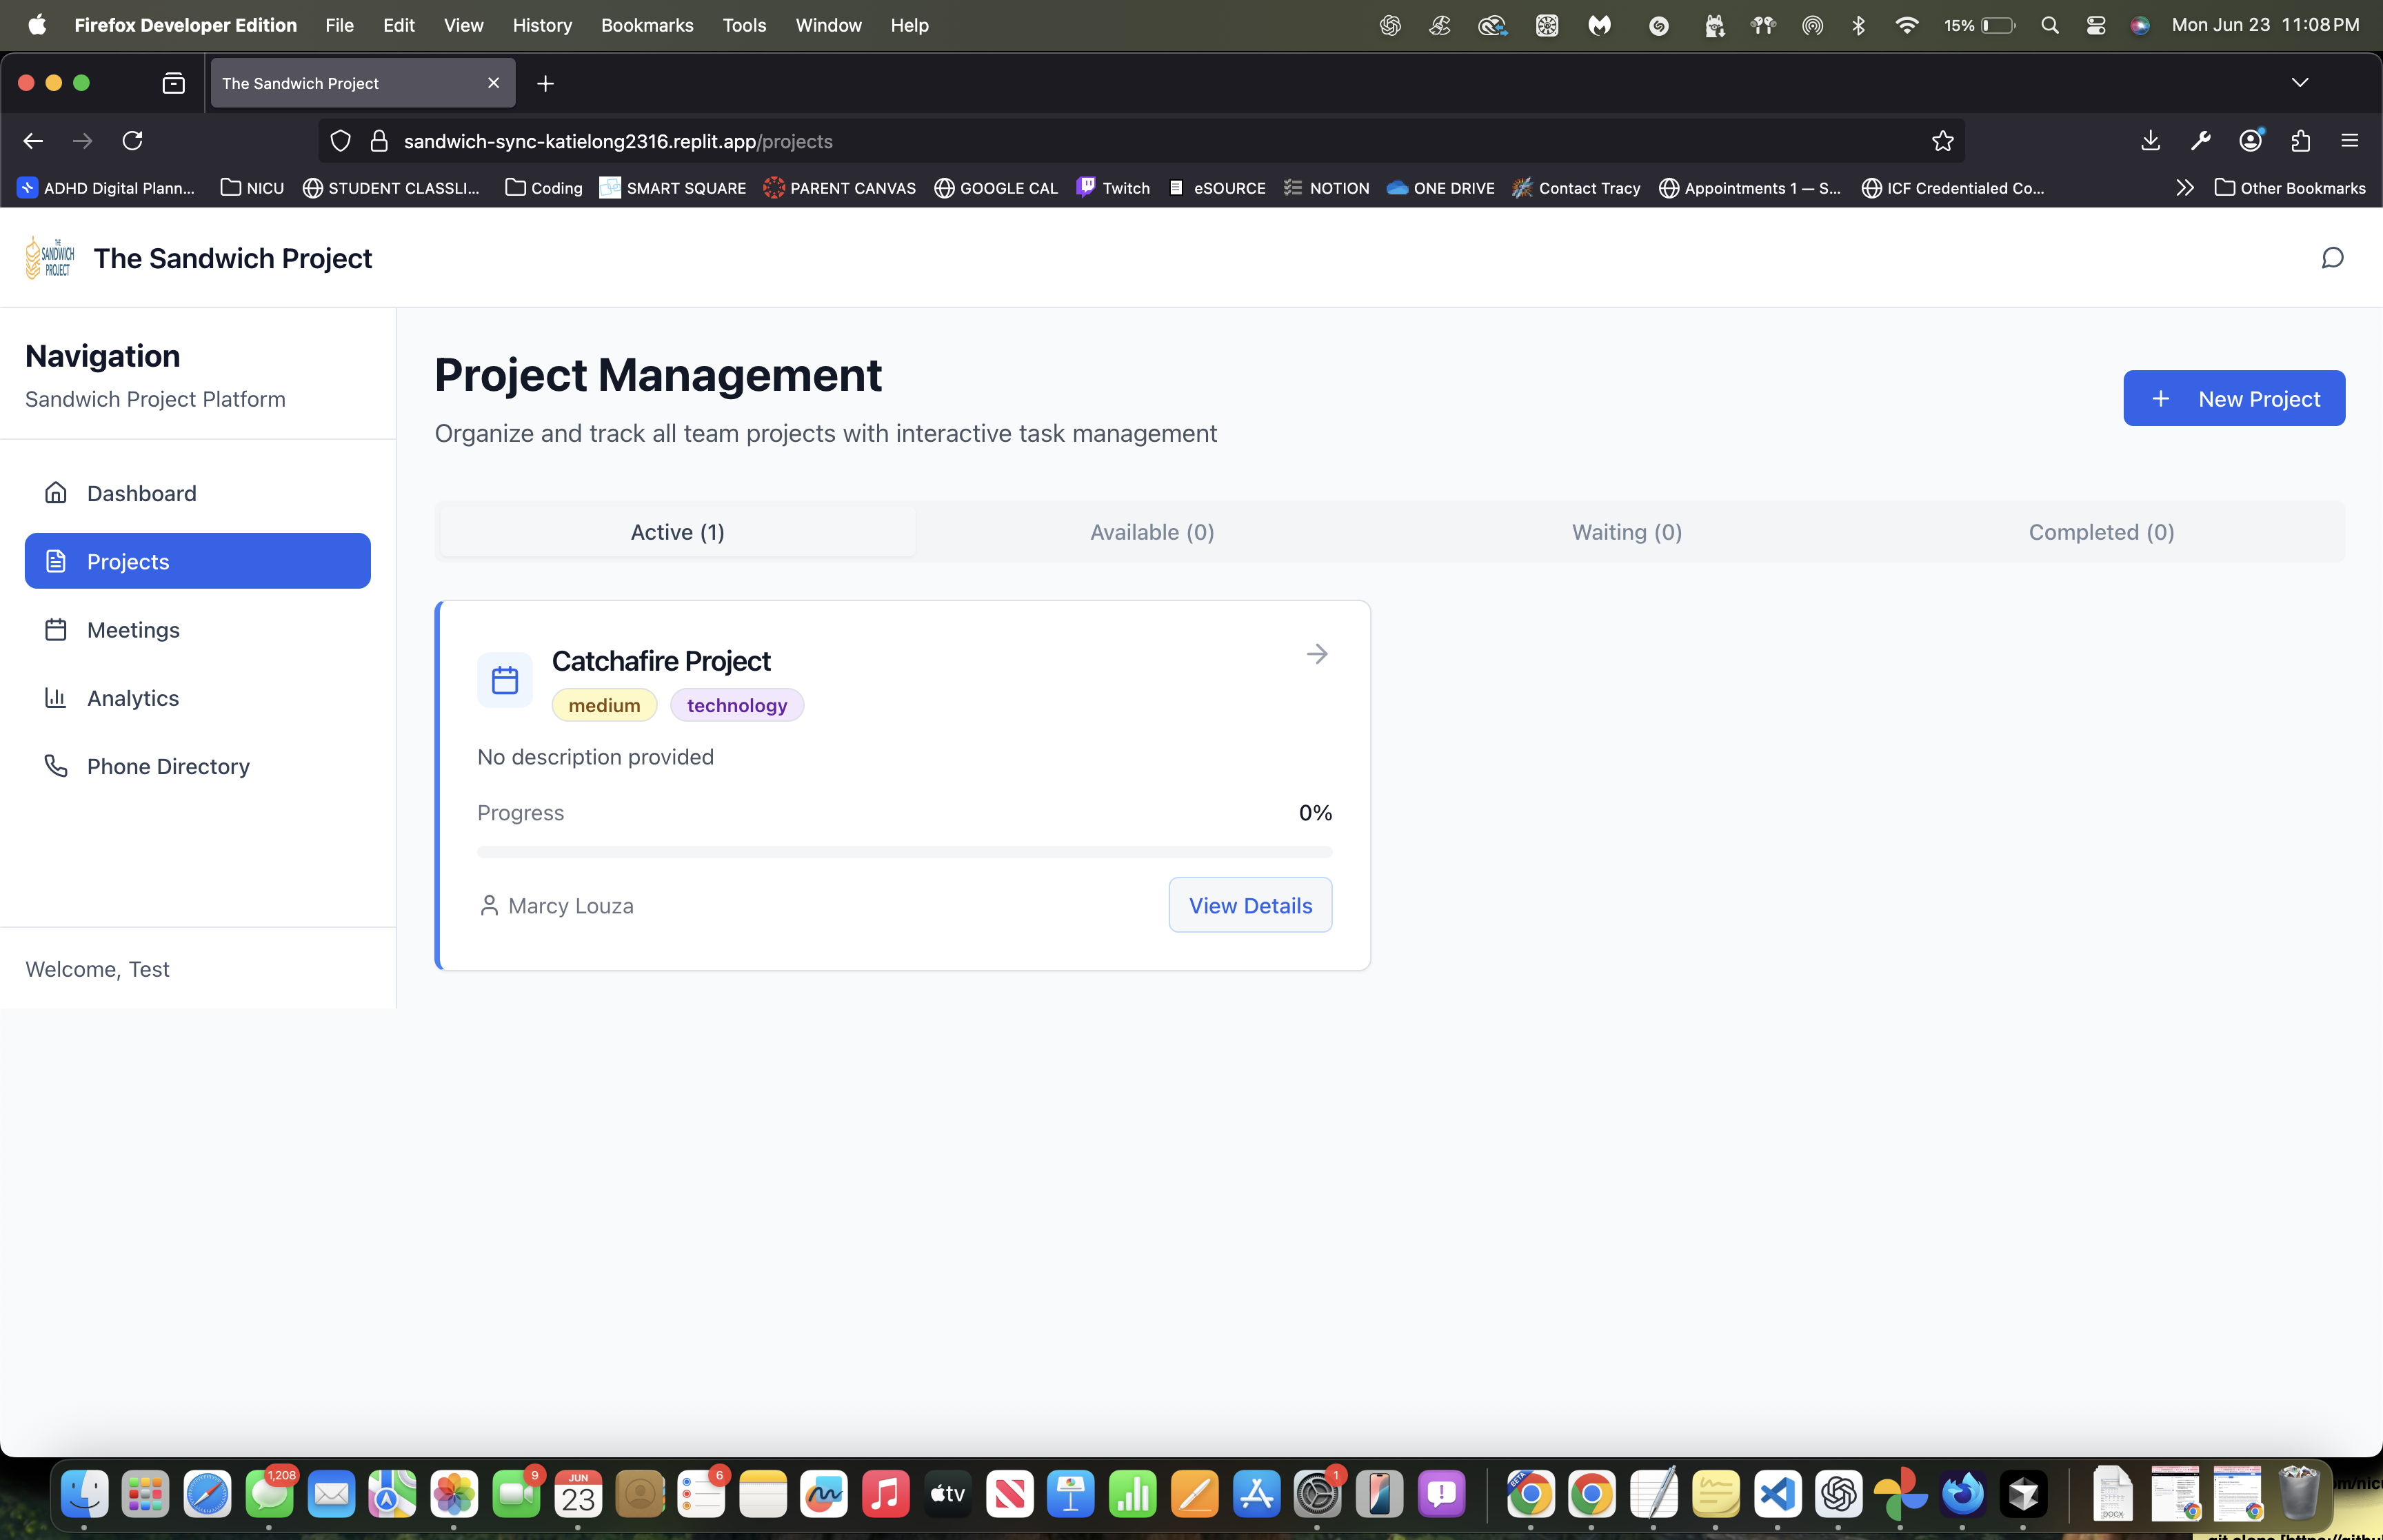 Firefox Developer Edition File Edit View History Bookmarks Tools Window Help 15% Mon Jun 23 11:08 PM
The Sandwich Project
sandwich-sync-katielong2316.replit.app/projects
ADHD Digital Plann... NICU STUDENT CLASSLI... Coding SMART SQUARE PARENT CANVAS GOOGLE CAL Twitch eSOURCE NOTION ONE DRIVE Contact Tracy Appointments 1 — S... ICF Credentialed Co... Other Bookmarks
THE SANDWICH PROJECT
The Sandwich Project
Navigation
Sandwich Project Platform
Dashboard
Projects
Meetings
Analytics
Phone Directory
Welcome, Test
Project Management
Organize and track all team projects with interactive task management
New Project
Active (1) Available (0) Waiting (0) Completed (0)
Catchafire Project
medium technology
No description provided
Progress 0%
Marcy Louza View Details
1,208 9 JUN 23 6 tv 1 BETA DOCX